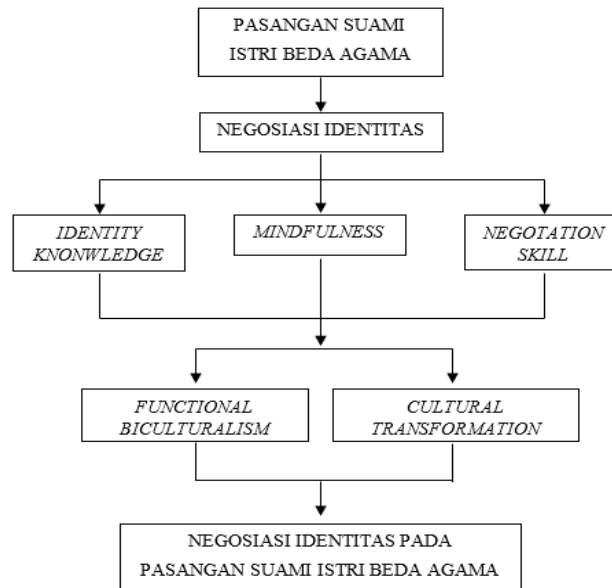 PASANGAN SUAMI
ISTRI BEDA AGAMA
NEGOSIASI IDENTITAS
IDENTITY
KNONWLEDGE
MINDFULNESS
NEGOTATION
SKILL
FUNCTIONAL
BICULTURALISM
CULTURAL
TRANSFORMATION
NEGOSIASI IDENTITAS PADA
PASANGAN SUAMI ISTRI BEDA AGAMA